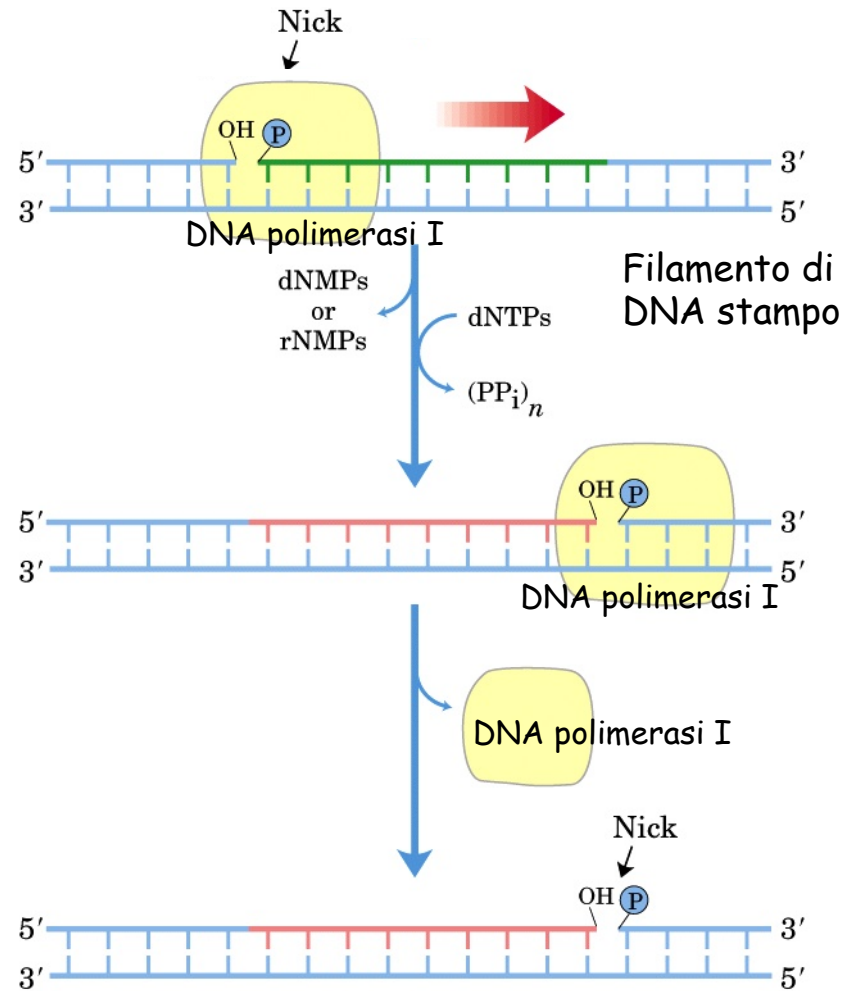 Nick
OH P
5′ 3′
3′ 5′
DNA polimerasi I
Filamento di
DNA stampo
dNMPs
or
rNMPs
dNTPs
(PPi)n
OH P
5′ 3′
3′ 5′
DNA polimerasi I
DNA polimerasi I
Nick
OH P
5′ 3′
3′ 5′